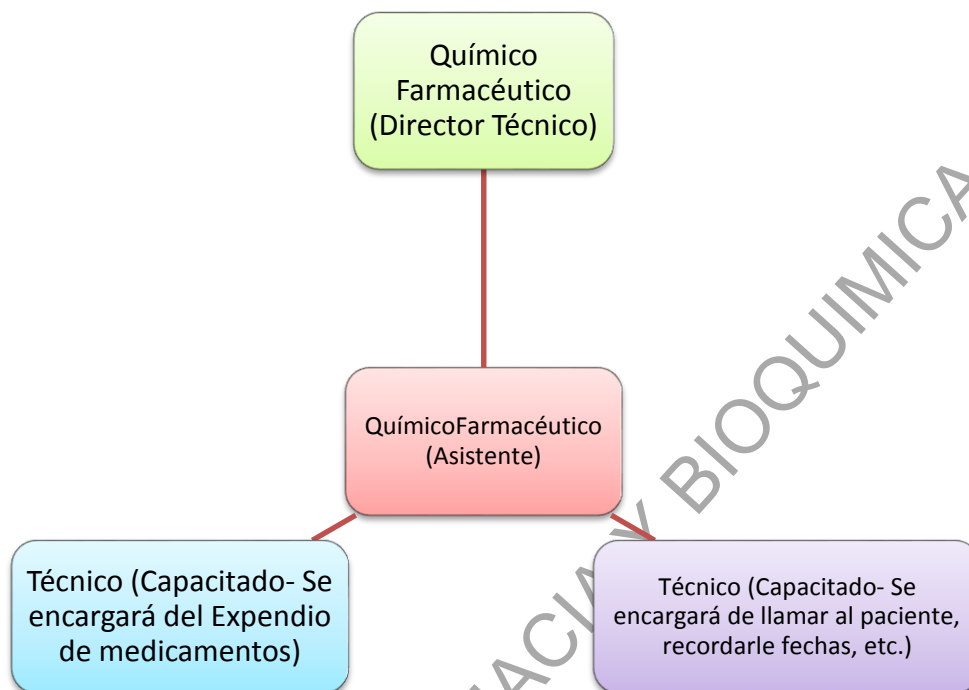 Químico
Farmacéutico
(Director Técnico)
QuímicoFarmacéutico
(Asistente)
Técnico (Capacitado- Se
encargará del Expendio
de medicamentos)
Técnico (Capacitado- Se
encargará de llamar al paciente,
recordarle fechas, etc.)
Y BIOQUIMICA